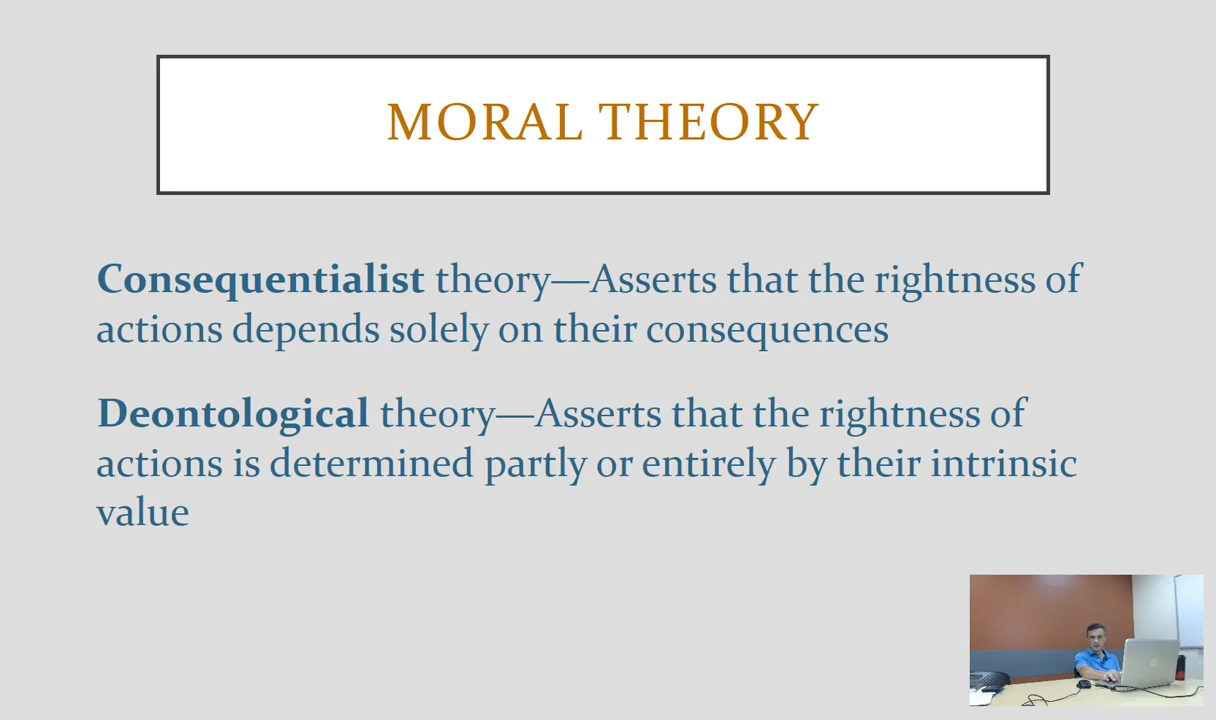 MORAL THEORY
Consequentialist theory—Asserts that the rightness of
actions depends solely on their consequences
Deontological theory—Asserts that the rightness of
actions is determined partly or entirely by their intrinsic
value